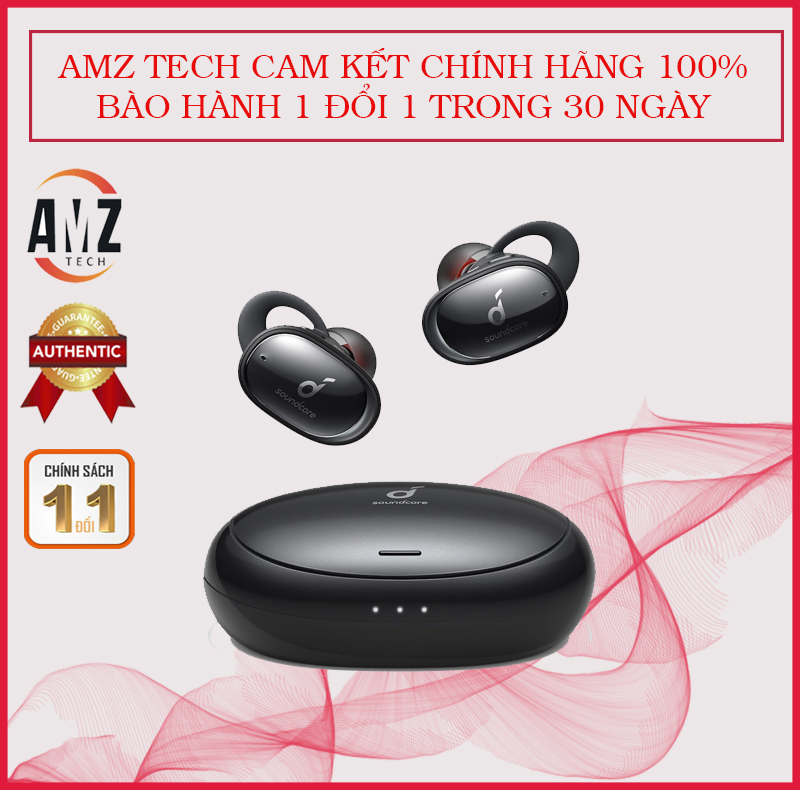 AMZ TECH CAM KẾT CHÍNH HÃNG 100%
BÀO HÀNH 1 ĐỔI 1 TRONG 30 NGÀY
AMZ
TECH
GUARANTEE
AUTHENTIC
CHÍNH SÁCH
1 1
ĐỔI
soundcore
soundcore
soundcore